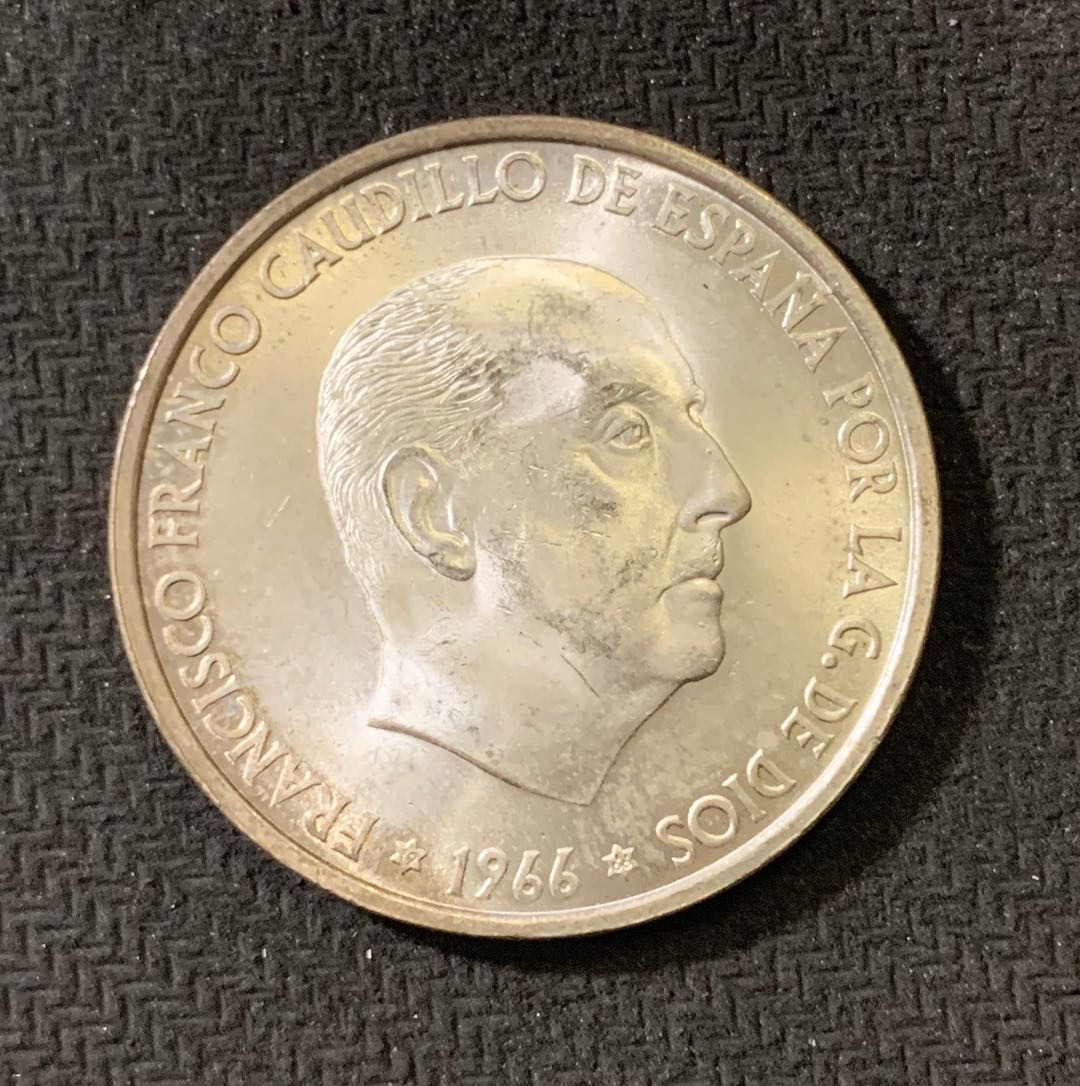 FRANCISCO FRANCO CAUDILLO DE ESPAÑA POR LA G. DE DIOS
1966